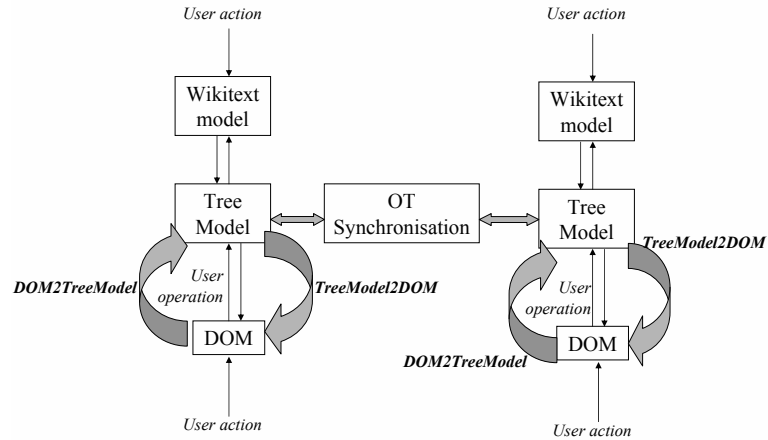 User action
User action
Wikitext
model
Wikitext
model
Tree
Model
OT
Synchronisation
Tree
Model
TreeModel2DOM
DOM2TreeModel
User
operation
TreeModel2DOM
User
operation
DOM
DOM
DOM2TreeModel
User action
User action